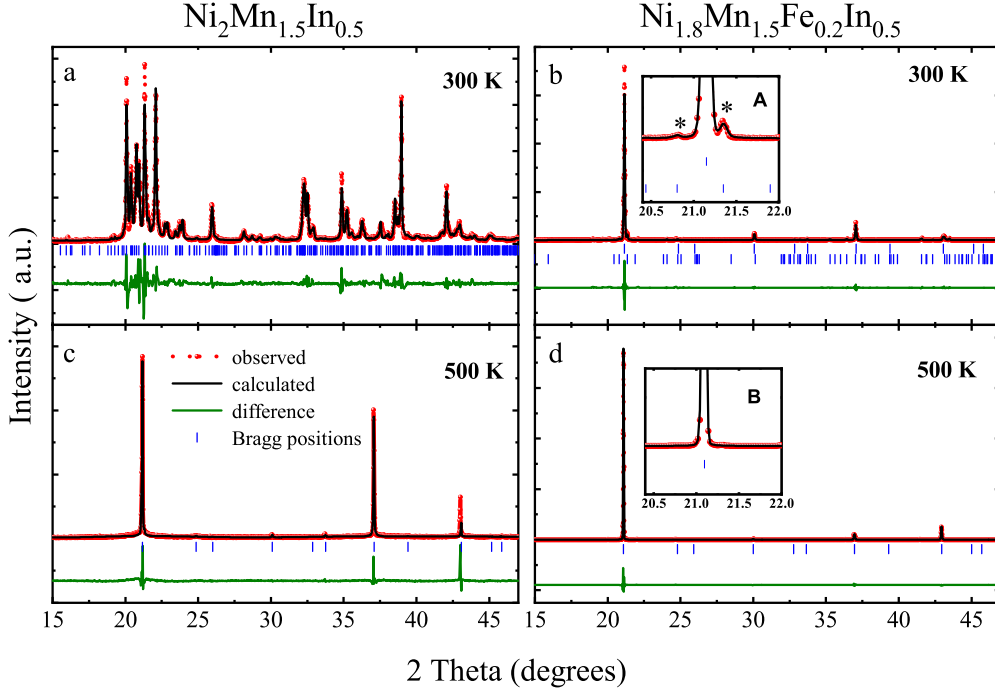 Ni2Mn1.5In0.5
Ni1.8Mn1.5Fe0.2In0.5
a
300 K
b
300 K
A
*
*
20.5 21.0 21.5 22.0
c
500 K
observed
calculated
difference
Bragg positions
d
500 K
B
20.5 21.0 21.5 22.0
15 20 25 30 35 40 45
15 20 25 30 35 40 45
Intensity ( a.u.)
2 Theta (degrees)